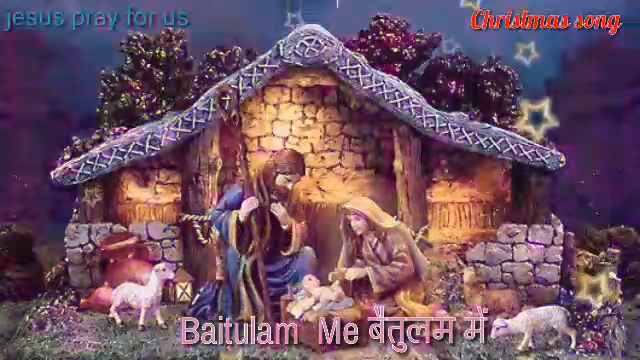 jesus pray for us
Christmas song
Baitulam Me बैतुलम में